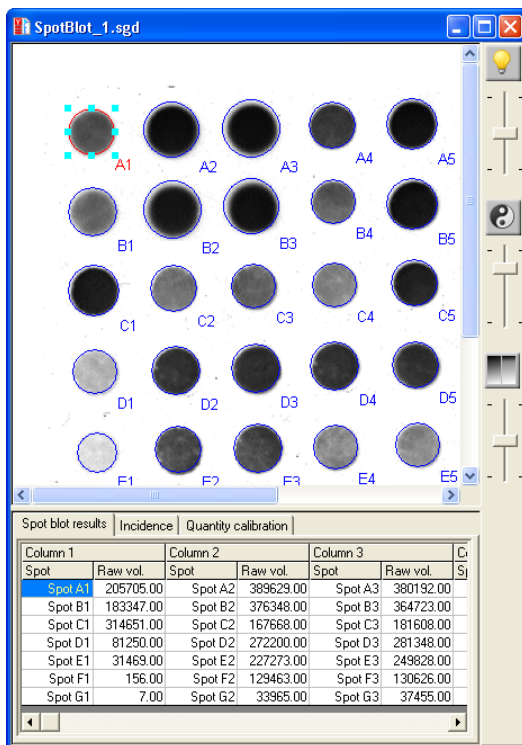 SpotBlot_1.sgd
A1 A2 A3 A4 A5
B1 B2 B3 B4 B5
C1 C2 C3 C4 C5
D1 D2 D3 D4 D5
E1 E2 E3 E4 E5
Spot blot results Incidence Quantity calibration
Column 1 Column 2 Column 3
Spot Raw vol. Spot Raw vol. Spot Raw vol.
Spot A1 205705.00 Spot A2 389629.00 Spot A3 380192.00
Spot B1 183347.00 Spot B2 376348.00 Spot B3 364723.00
Spot C1 314651.00 Spot C2 167668.00 Spot C3 181608.00
Spot D1 81250.00 Spot D2 272200.00 Spot D3 281348.00
Spot E1 31469.00 Spot E2 227273.00 Spot E3 249828.00
Spot F1 156.00 Spot F2 129463.00 Spot F3 130626.00
Spot G1 7.00 Spot G2 33965.00 Spot G3 37455.00